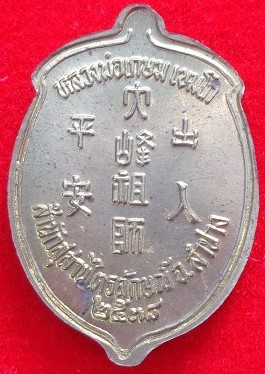 หลวงพ่อเกษม เขมโก
大峰祖師
平安
出入
สำนักสุสานไตรลักษณ์ จ.ลำปาง
๒๕๓๘